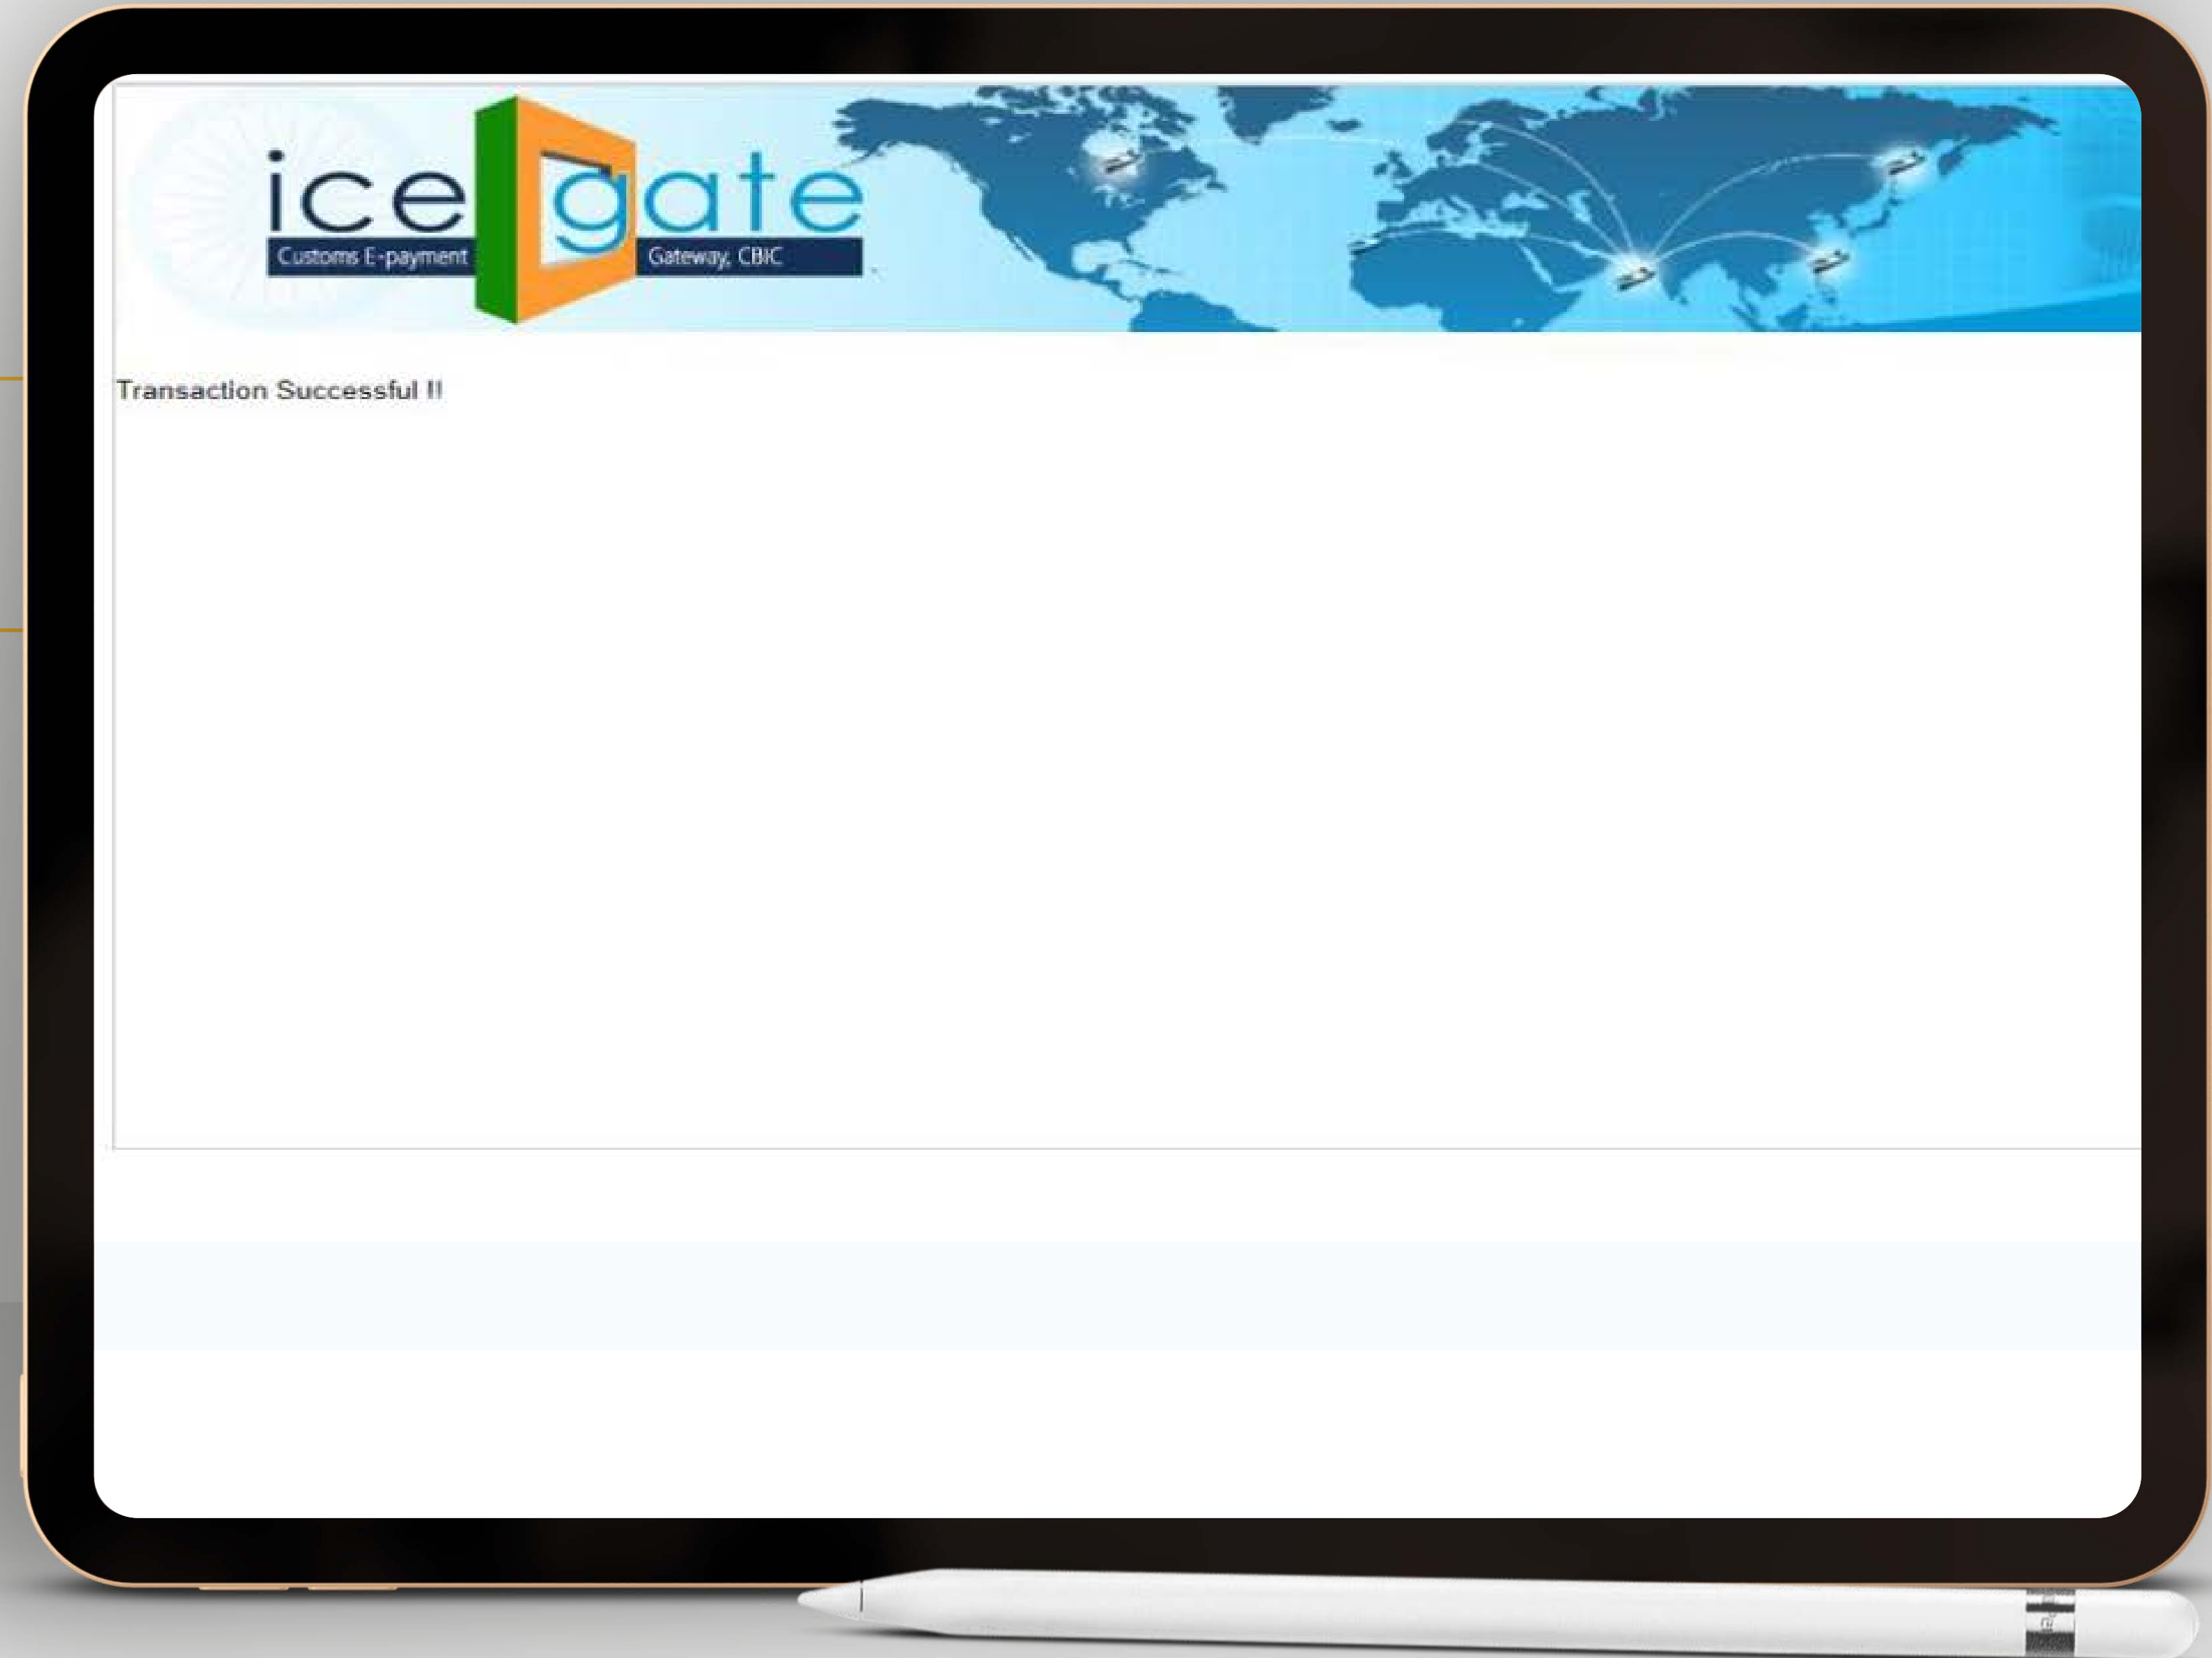 ice gate
Customs E-payment Gateway, CBIC
Transaction Successful !!